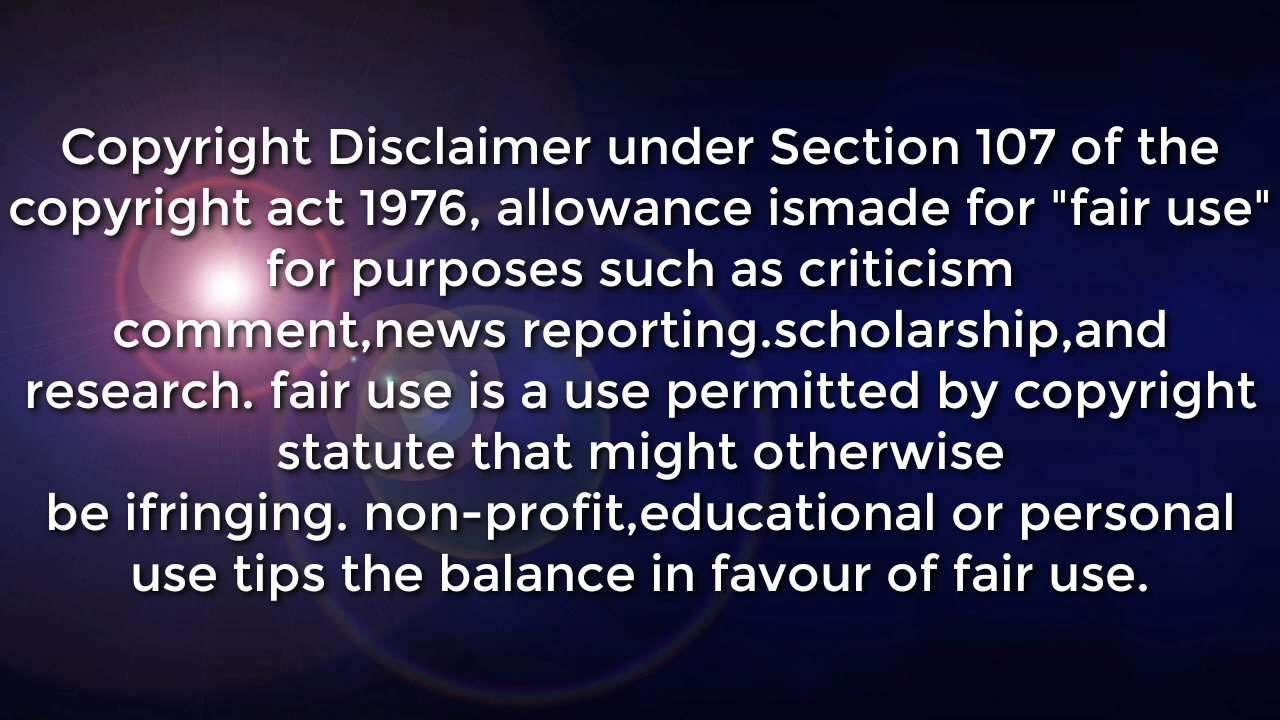 Copyright Disclaimer under Section 107 of the
copyright act 1976, allowance ismade for "fair use"
for purposes such as criticism
comment,news reporting.scholarship,and
research. fair use is a use permitted by copyright
statute that might otherwise
be ifringing. non-profit,educational or personal
use tips the balance in favour of fair use.